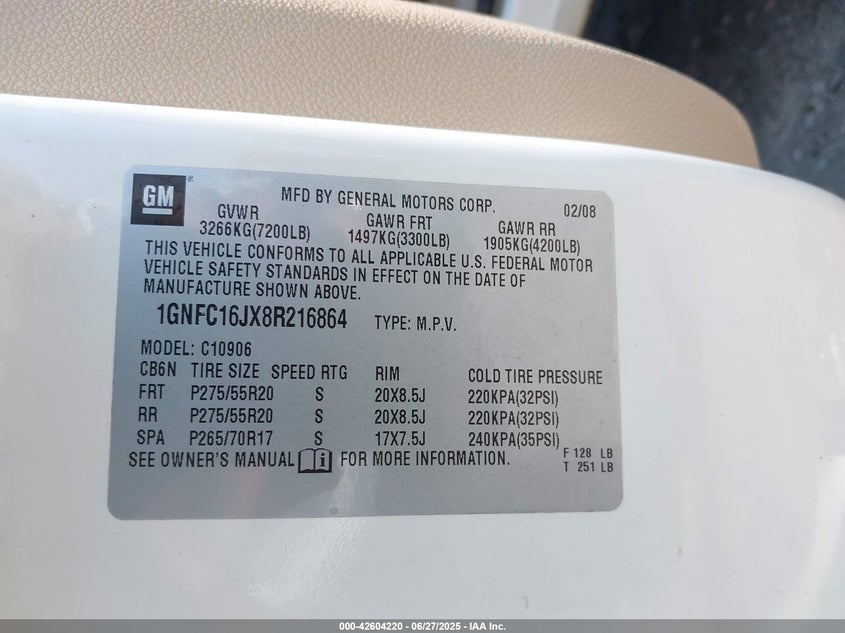 GM
MFD BY GENERAL MOTORS CORP. 02/08
GVWR GAWR FRT GAWR RR
3266KG(7200LB) 1497KG(3300LB) 1905KG(4200LB)
THIS VEHICLE CONFORMS TO ALL APPLICABLE U.S. FEDERAL MOTOR
VEHICLE SAFETY STANDARDS IN EFFECT ON THE DATE OF
MANUFACTURE SHOWN ABOVE.
1GNFC16JX8R216864 TYPE: M.P.V.
MODEL: C10906
CB6N TIRE SIZE SPEED RTG RIM COLD TIRE PRESSURE
FRT P275/55R20 S 20X8.5J 220KPA(32PSI)
RR P275/55R20 S 20X8.5J 220KPA(32PSI)
SPA P265/70R17 S 17X7.5J 240KPA(35PSI)
SEE OWNER'S MANUAL i FOR MORE INFORMATION.
F 128 LB
T 251 LB
000-42604220 - 06/27/2025 - IAA Inc.